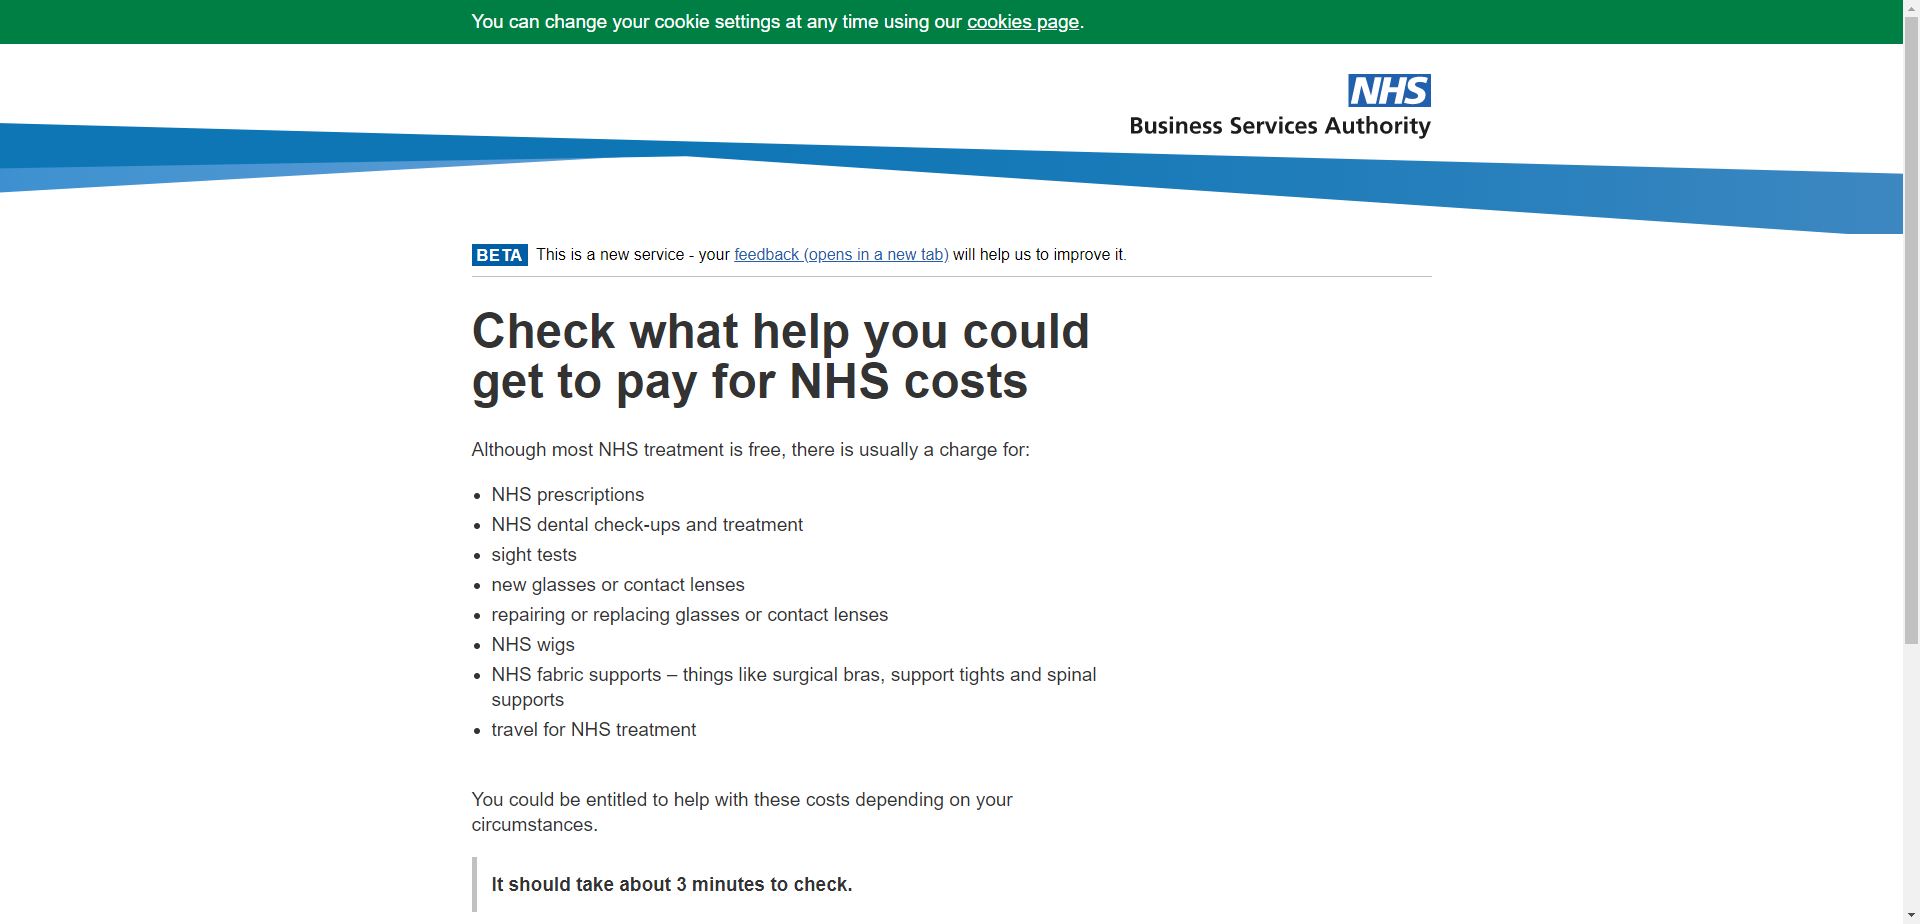 You can change your cookie settings at any time using our cookies page.
NHS
Business Services Authority
BETA This is a new service - your feedback (opens in a new tab) will help us to improve it.
Check what help you could
get to pay for NHS costs
Although most NHS treatment is free, there is usually a charge for:
• NHS prescriptions
• NHS dental check-ups and treatment
• sight tests
• new glasses or contact lenses
• repairing or replacing glasses or contact lenses
• NHS wigs
• NHS fabric supports – things like surgical bras, support tights and spinal
supports
• travel for NHS treatment
You could be entitled to help with these costs depending on your
circumstances.
It should take about 3 minutes to check.